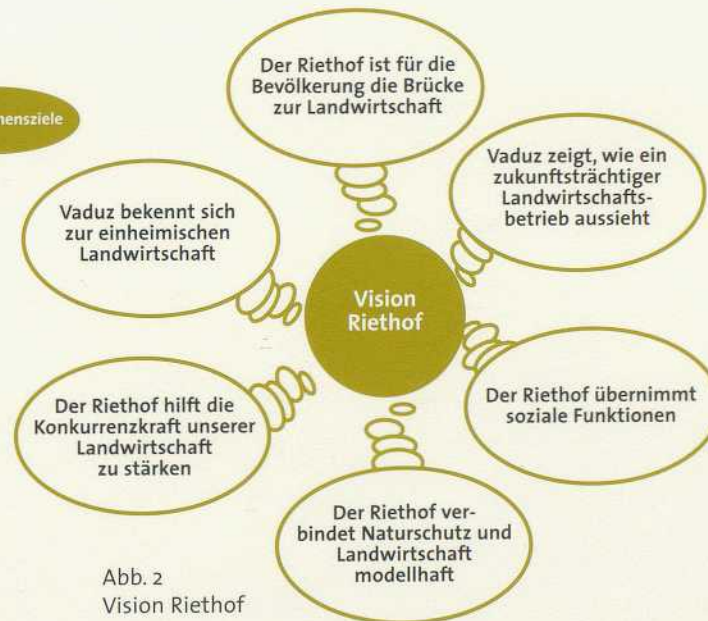 Der Riethof ist für die
Bevölkerung die Brücke
zur Landwirtschaft
Vaduz zeigt, wie ein
zukunftsträchtiger
Landwirtschafts-
betrieb aussieht
Vaduz bekennt sich
zur einheimischen
Landwirtschaft
Vision
Riethof
Der Riethof übernimmt
soziale Funktionen
Der Riethof hilft die
Konkurrenzkraft unserer
Landwirtschaft
zu stärken
Der Riethof ver-
bindet Naturschutz und
Landwirtschaft
modellhaft
Abb. 2
Vision Riethof